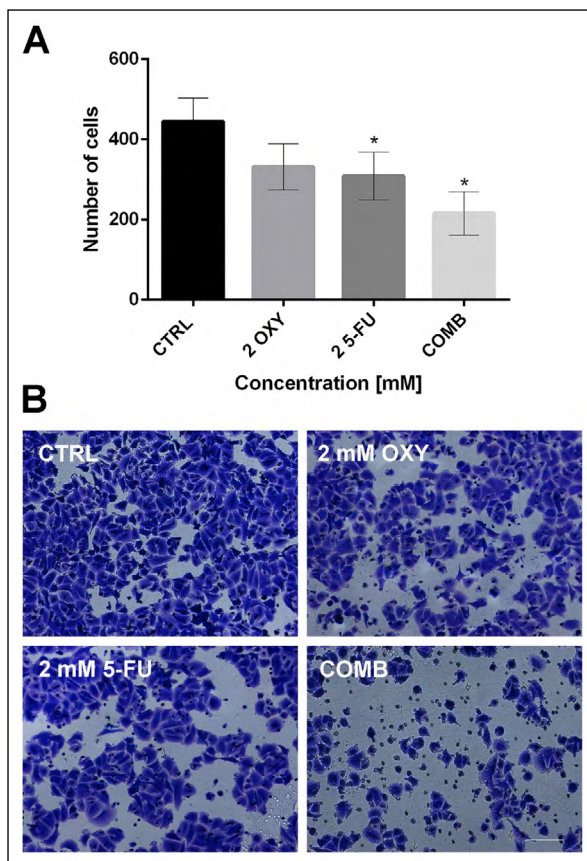 A
600
400
200
0
Number of cells
*
*
CTRL
2 OXY
2 5-FU
COMB
Concentration [mM]
B
CTRL
2 mM OXY
2 mM 5-FU
COMB